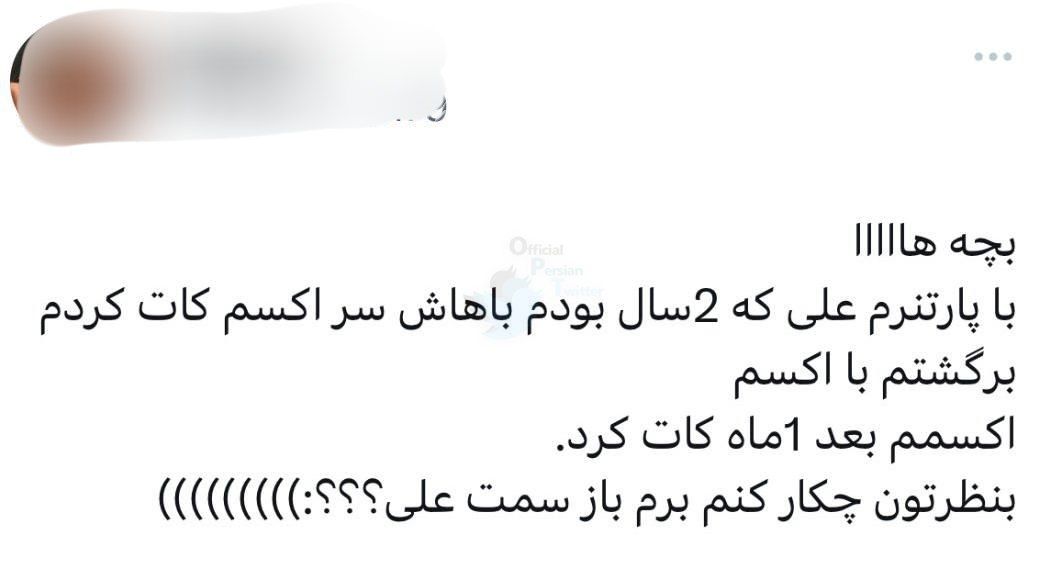 بچه هااااا
با پارتنرم علی که 2سال بودم باهاش سر اکسم کات کردم
برگشتم با اکسم
اکسمم بعد 1ماه کات کرد.
بنظرتون چکار کنم برم باز سمت علی؟؟؟:)))))))))
Official
Persian
Twitter